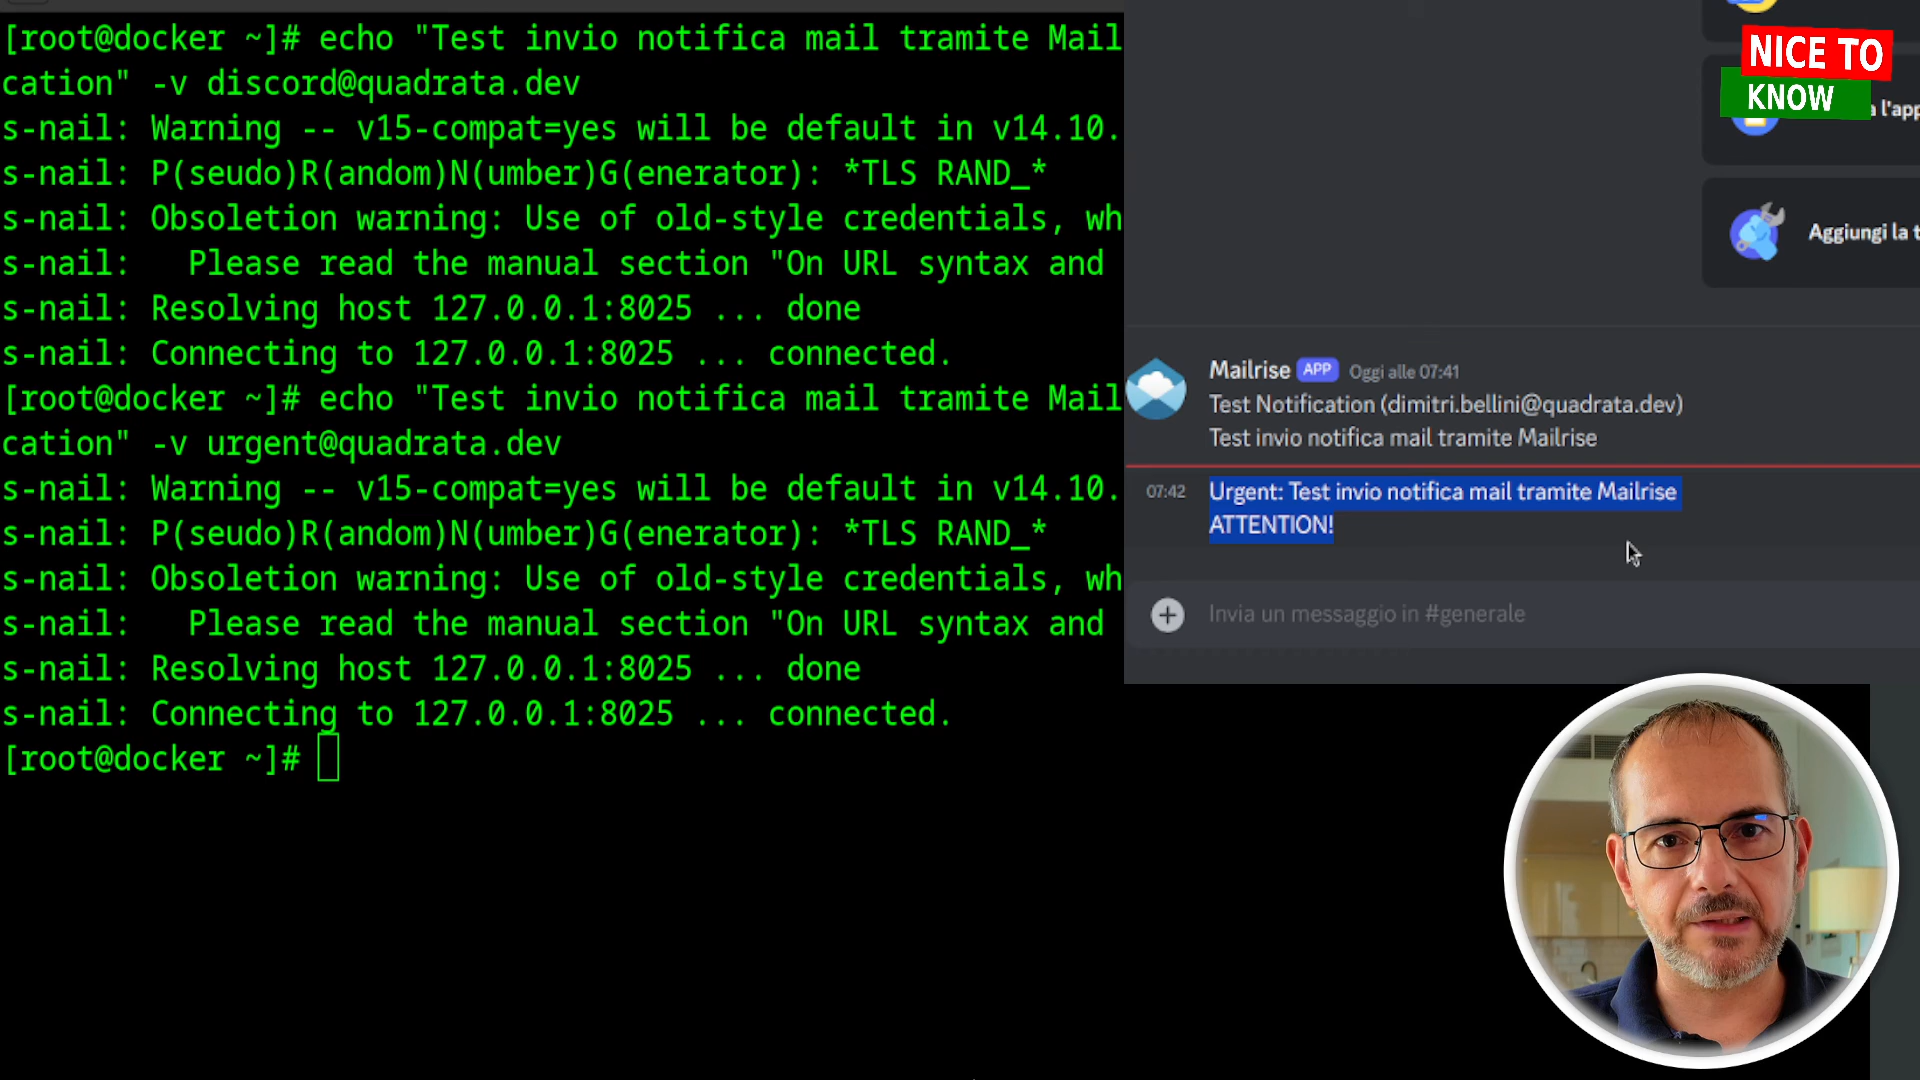 [root@docker ~]# echo "Test invio notifica mail tramite Mail
cation" -v discord@quadrata.dev
s-nail: Warning -- v15-compat=yes will be default in v14.10.
s-nail: P(seudo)R(andom)N(umber)G(enerator): *TLS RAND_*
s-nail: Obsoletion warning: Use of old-style credentials, wh
s-nail:   Please read the manual section "On URL syntax and
s-nail: Resolving host 127.0.0.1:8025 ... done
s-nail: Connecting to 127.0.0.1:8025 ... connected.
[root@docker ~]# echo "Test invio notifica mail tramite Mail
cation" -v urgent@quadrata.dev
s-nail: Warning -- v15-compat=yes will be default in v14.10.
s-nail: P(seudo)R(andom)N(umber)G(enerator): *TLS RAND_*
s-nail: Obsoletion warning: Use of old-style credentials, wh
s-nail:   Please read the manual section "On URL syntax and
s-nail: Resolving host 127.0.0.1:8025 ... done
s-nail: Connecting to 127.0.0.1:8025 ... connected.
[root@docker ~]#
NICE TO
KNOW
l'app
Aggiungi la t
Mailrise APP Oggi alle 07:41
Test Notification (dimitri.bellini@quadrata.dev)
Test invio notifica mail tramite Mailrise
07:42 Urgent: Test invio notifica mail tramite Mailrise
ATTENTION!
Invia un messaggio in #generale